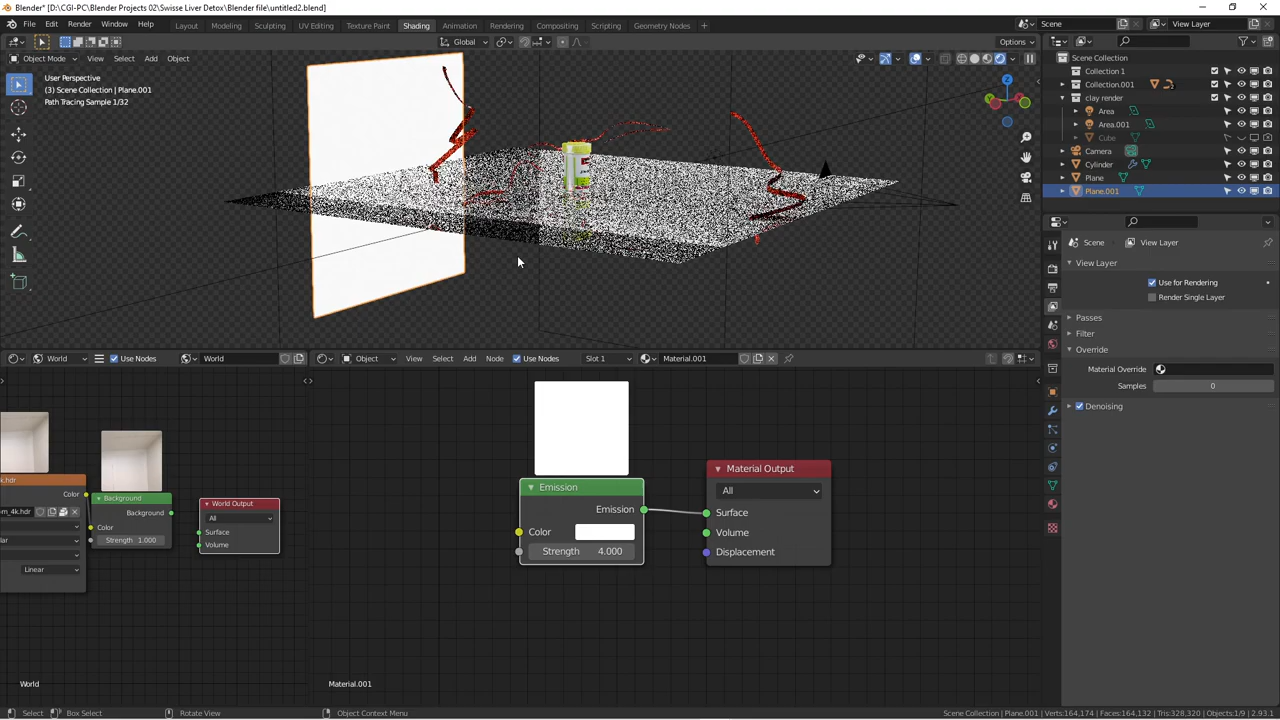 Blender* [D:\CGI-PC\Blender Projects 02\Swisse Liver Detox\Blender file\untitled2.blend]
File Edit Render Window Help Layout Modeling Sculpting UV Editing Texture Paint Shading Animation Rendering Compositing Scripting Geometry Nodes + Scene View Layer
Global Options
Object Mode View Select Add Object
User Perspective
(3) Scene Collection | Plane.001
Path Tracing Sample 1/32
Scene Collection
Collection 1
Collection.001
clay render
Area
Area.001
Cube
Camera
Cylinder
Plane
Plane.001
Scene View Layer
View Layer
Use for Rendering
Render Single Layer
Passes
Filter
Override
Material Override
Samples 0
Denoising
World Use Nodes World
Object View Select Add Node Use Nodes Slot 1 Material.001
4k.hdr
Color
Linear
Background
Background
Color
Strength 1.000
World Output
All
Surface
Volume
Emission
Emission
Color
Strength 4.000
Material Output
All
Surface
Volume
Displacement
World
Material.001
Select Box Select Rotate View Object Context Menu Scene Collection | Plane.001 Verts:164,174 | Faces:164,132 | Tris:328,320 | Objects:1/9 | 2.93.1